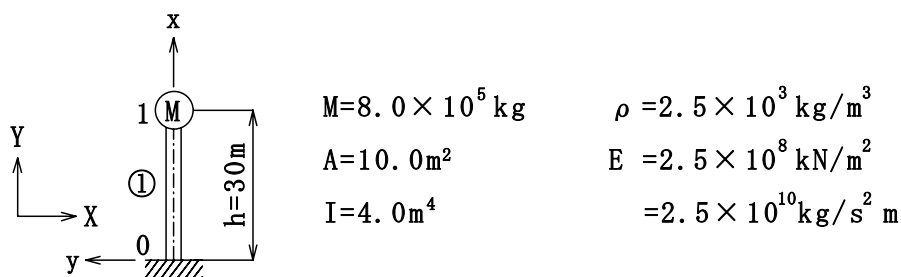 x
1 M
Y
①
X
h=30m
0
y
M=8.0×10⁵kg
A=10.0m²
I=4.0m⁴
ρ=2.5×10³kg/m³
E =2.5×10⁸kN/m²
=2.5×10¹⁰kg/s² m